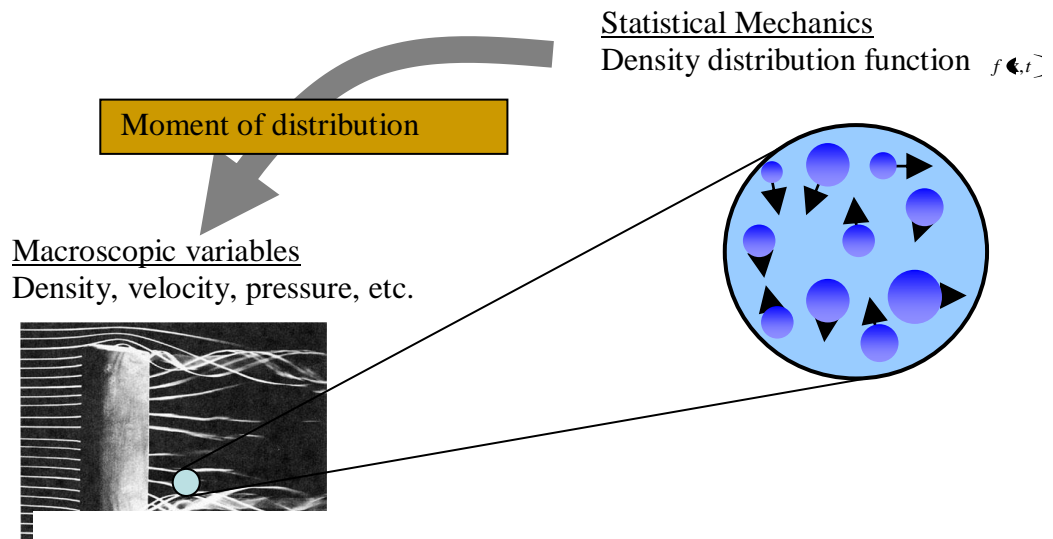 Statistical Mechanics
Density distribution function
Moment of distribution
Macroscopic variables
Density, velocity, pressure, etc.